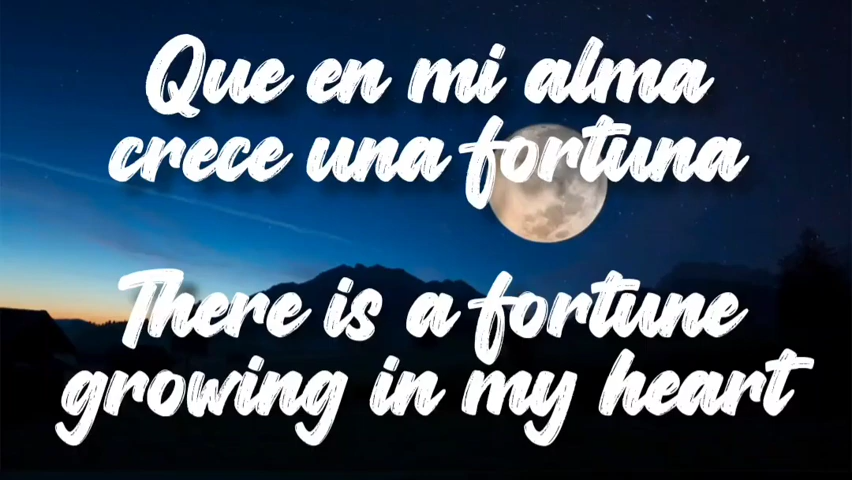 Que en mi alma
crece una fortuna
There is a fortune
growing in my heart